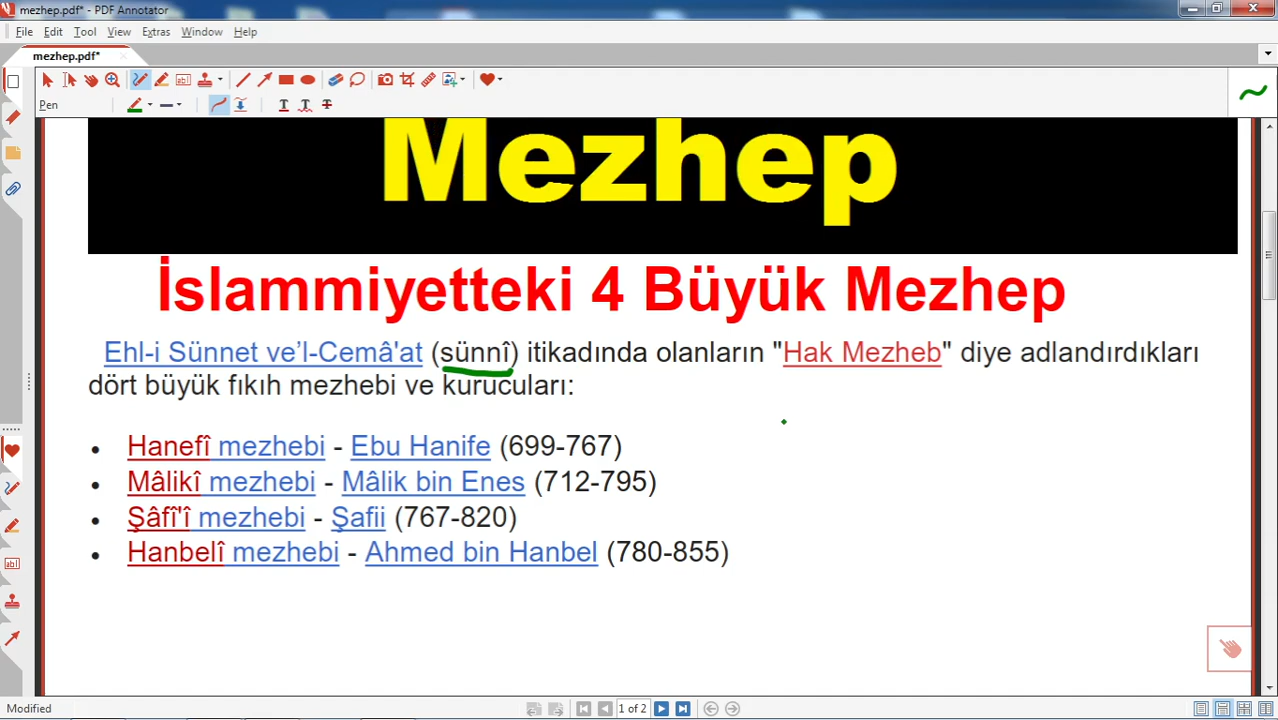 mezhep.pdf* - PDF Annotator
File Edit Tool View Extras Window Help
mezhep.pdf*
Pen
Mezhep
İslammiyetteki 4 Büyük Mezhep
Ehl-i Sünnet ve’l-Cemâ'at (sünnî) itikadında olanların "Hak Mezheb" diye adlandırdıkları
dört büyük fıkıh mezhebi ve kurucuları:
• Hanefî mezhebi - Ebu Hanife (699-767)
• Mâlikî mezhebi - Mâlik bin Enes (712-795)
• Şâfî'î mezhebi - Şafii (767-820)
• Hanbelî mezhebi - Ahmed bin Hanbel (780-855)
Modified 1 of 2